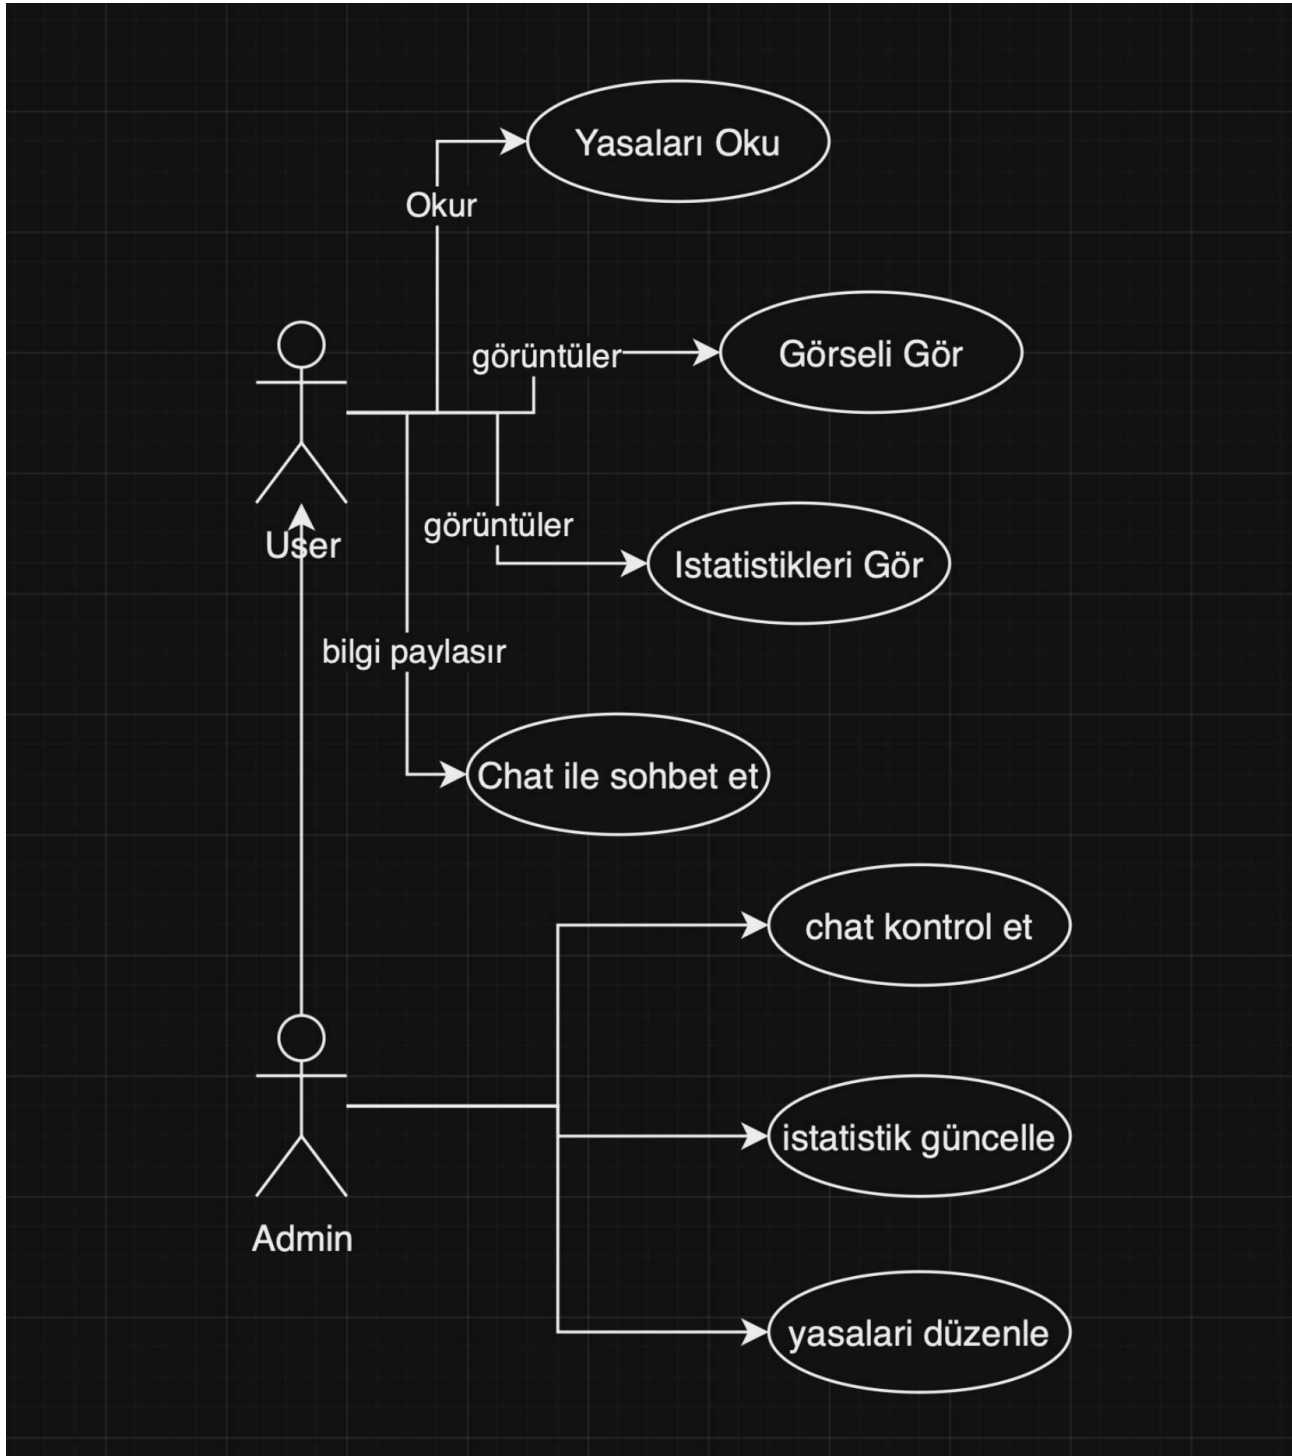 Yasaları Oku
Okur
görüntüler
Görseli Gör
görüntüler
User
Istatistikleri Gör
bilgi paylasır
Chat ile sohbet et
chat kontrol et
istatistik güncelle
Admin
yasalari düzenle